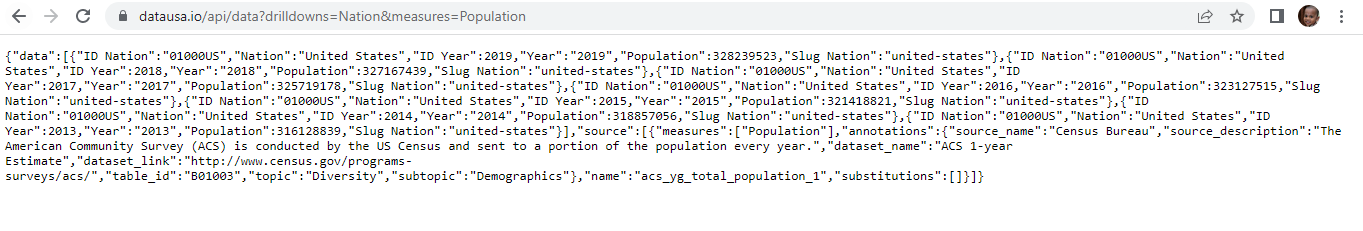 datausa.io/api/data?drilldowns=Nation&measures=Population
{"data":[{"ID Nation":"01000US","Nation":"United States","ID Year":2019,"Year":"2019","Population":328239523,"Slug Nation":"united-states"},{"ID Nation":"01000US","Nation":"United
States","ID Year":2018,"Year":"2018","Population":327167439,"Slug Nation":"united-states"},{"ID Nation":"01000US","Nation":"United States","ID
Year":2017,"Year":"2017","Population":325719178,"Slug Nation":"united-states"},{"ID Nation":"01000US","Nation":"United States","ID Year":2016,"Year":"2016","Population":323127515,"Slug
Nation":"united-states"},{"ID Nation":"01000US","Nation":"United States","ID Year":2015,"Year":"2015","Population":321418821,"Slug Nation":"united-states"},{"ID
Nation":"01000US","Nation":"United States","ID Year":2014,"Year":"2014","Population":318857056,"Slug Nation":"united-states"},{"ID Nation":"01000US","Nation":"United States","ID
Year":2013,"Year":"2013","Population":316128839,"Slug Nation":"united-states"}],"source":[{"measures":["Population"],"annotations":{"source_name":"Census Bureau","source_description":"The
American Community Survey (ACS) is conducted by the US Census and sent to a portion of the population every year.","dataset_name":"ACS 1-year
Estimate","dataset_link":"http://www.census.gov/programs-
surveys/acs/","table_id":"B01003","topic":"Diversity","subtopic":"Demographics"},"name":"acs_yg_total_population_1","substitutions":[]}]}